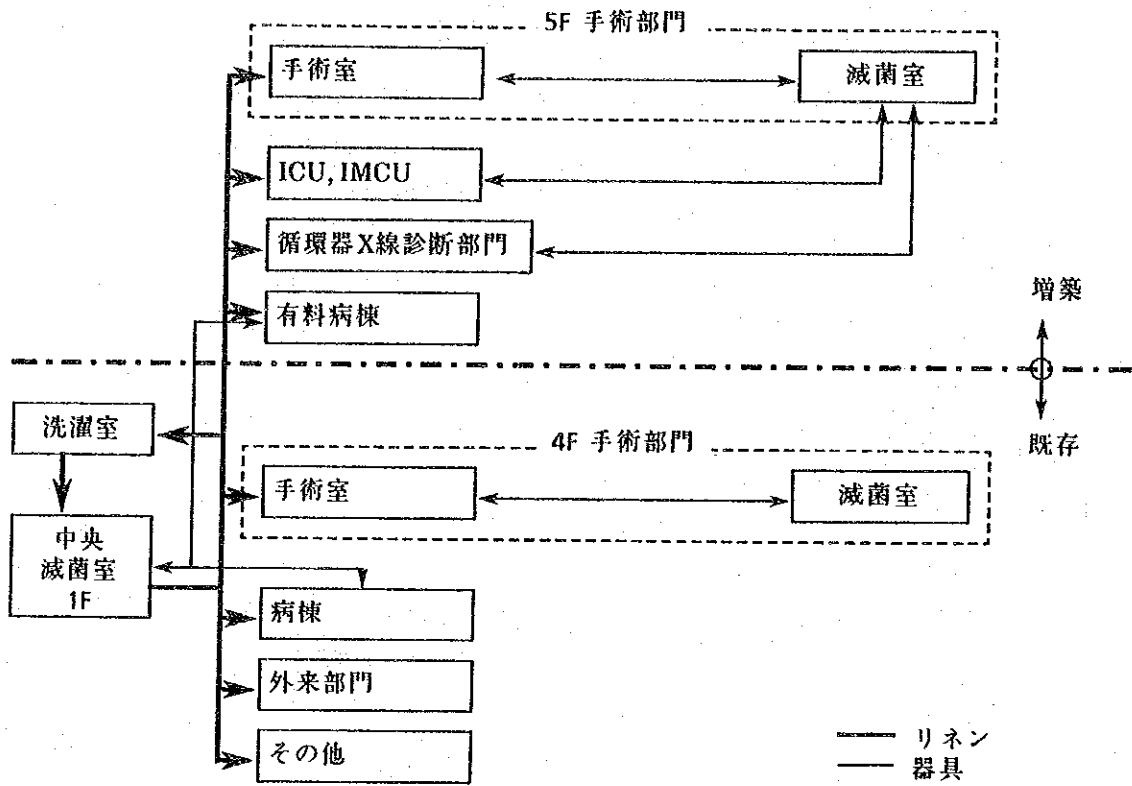 5F 手術部門
手術室
滅菌室
ICU, IMCU
循環器X線診断部門
有料病棟
増築
既存
洗濯室
4F 手術部門
手術室
滅菌室
中央
滅菌室
1F
病棟
外来部門
その他
リネン
器具